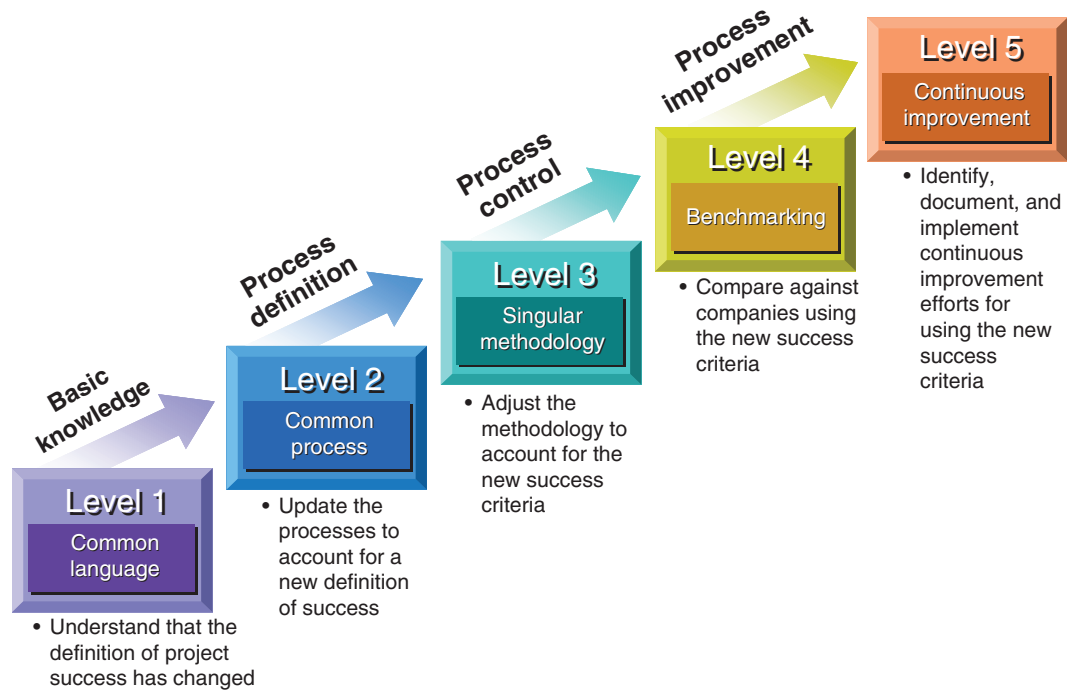 Basic
knowledge
Level 1
Common
language
• Understand that the
definition of project
success has changed
Process
definition
Level 2
Common
process
• Update the
processes to
account for a
new definition
of success
Process
control
Level 3
Singular
methodology
• Adjust the
methodology to
account for the
new success
criteria
Process
improvement
Level 4
Benchmarking
• Compare against
companies using
the new success
criteria
Level 5
Continuous
improvement
• Identify,
document, and
implement
continuous
improvement
efforts for
using the new
success
criteria